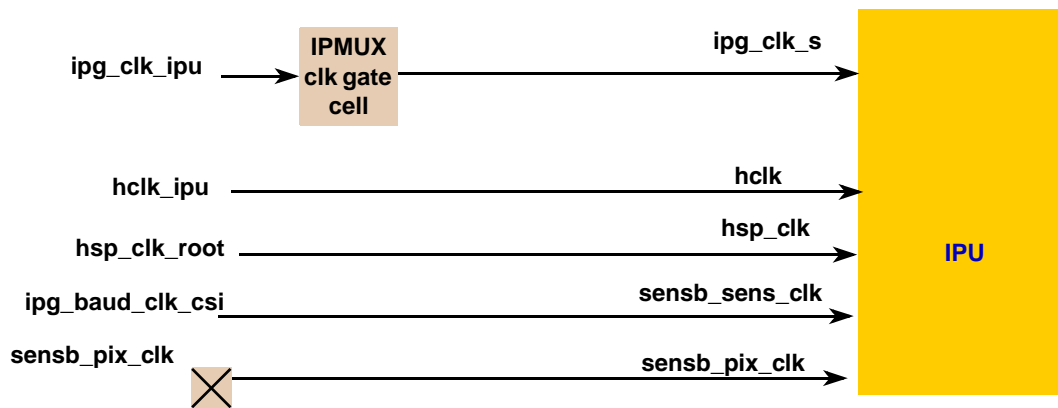 IPMUX
clk gate
cell
ipg_clk_ipu
ipg_clk_s
hclk_ipu
hclk
hsp_clk_root
hsp_clk
IPU
ipg_baud_clk_csi
sensb_sens_clk
sensb_pix_clk
sensb_pix_clk